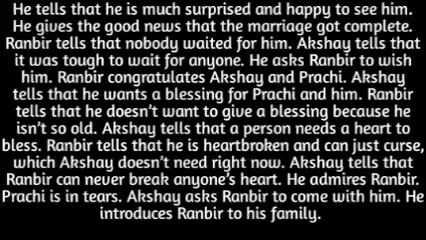 He tells that he is much surprised and happy to see him.
He gives the good news that the marriage got complete.
Ranbir tells that nobody waited for him. Akshay tells that
it was tough to wait for anyone. He asks Ranbir to wish
him. Ranbir congratulates Akshay and Prachi. Akshay
tells that he wants a blessing for Prachi and him. Ranbir
tells that he doesn't want to give a blessing because he
isn't so old. Akshay tells that a person needs a heart to
bless. Ranbir tells that he is heartbroken and can just curse,
which Akshay doesn't need right now. Akshay tells that
Ranbir can never break anyone's heart. He admires Ranbir.
Prachi is in tears. Akshay asks Ranbir to come with him. He
introduces Ranbir to his family.